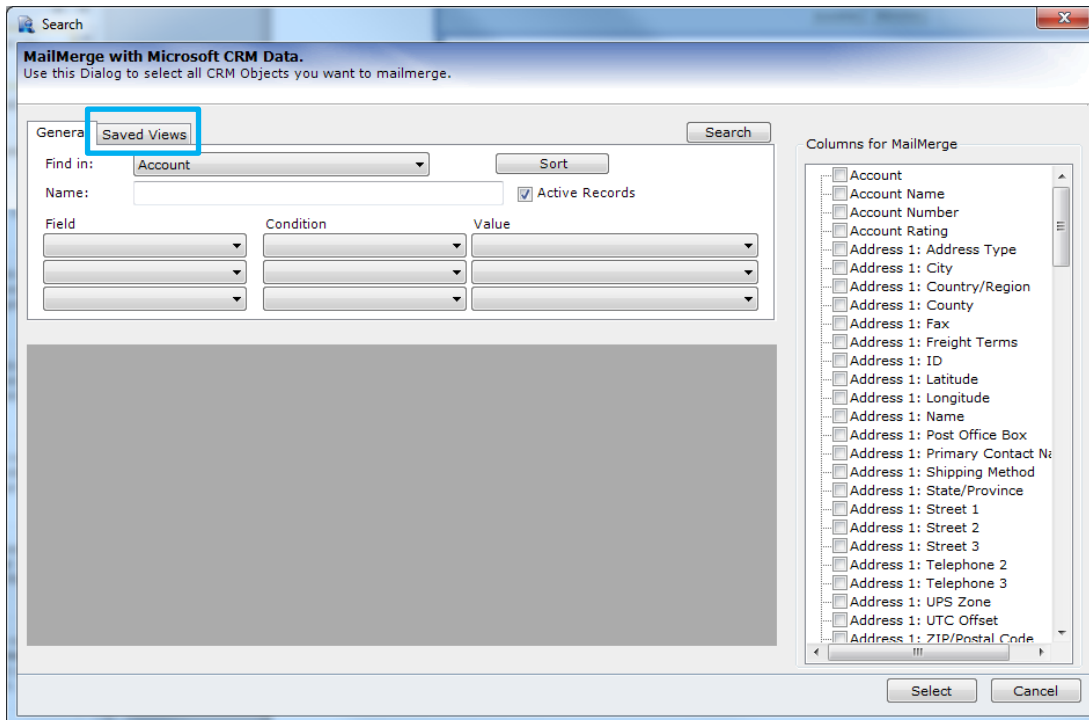 Search
MailMerge with Microsoft CRM Data.
Use this Dialog to select all CRM Objects you want to mailmerge.
General Saved Views Search
Find in: Account Sort
Name: Active Records
Field Condition Value
Columns for MailMerge
Account
Account Name
Account Number
Account Rating
Address 1: Address Type
Address 1: City
Address 1: Country/Region
Address 1: County
Address 1: Fax
Address 1: Freight Terms
Address 1: ID
Address 1: Latitude
Address 1: Longitude
Address 1: Name
Address 1: Post Office Box
Address 1: Primary Contact Na
Address 1: Shipping Method
Address 1: State/Province
Address 1: Street 1
Address 1: Street 2
Address 1: Street 3
Address 1: Telephone 2
Address 1: Telephone 3
Address 1: UPS Zone
Address 1: UTC Offset
Address 1: ZIP/Postal Code
Select Cancel